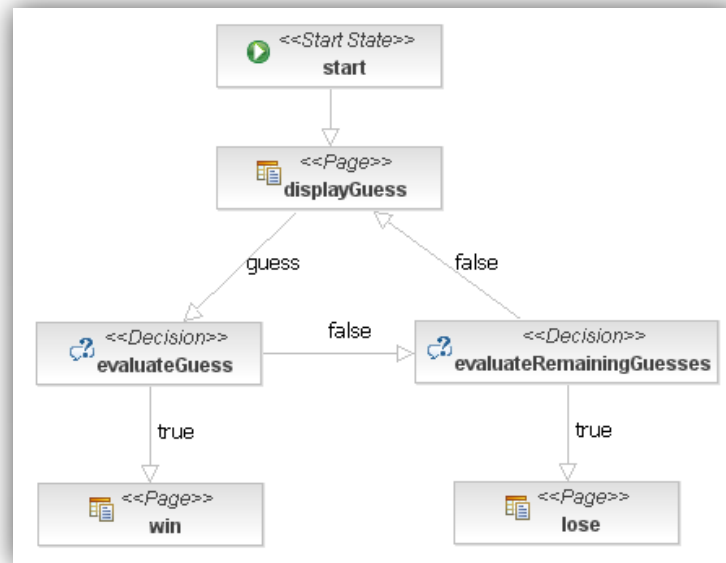 <<Start State>>
start
<<Page>>
displayGuess
guess
false
<<Decision>>
evaluateGuess
false
<<Decision>>
evaluateRemainingGuesses
true
true
<<Page>>
win
<<Page>>
lose